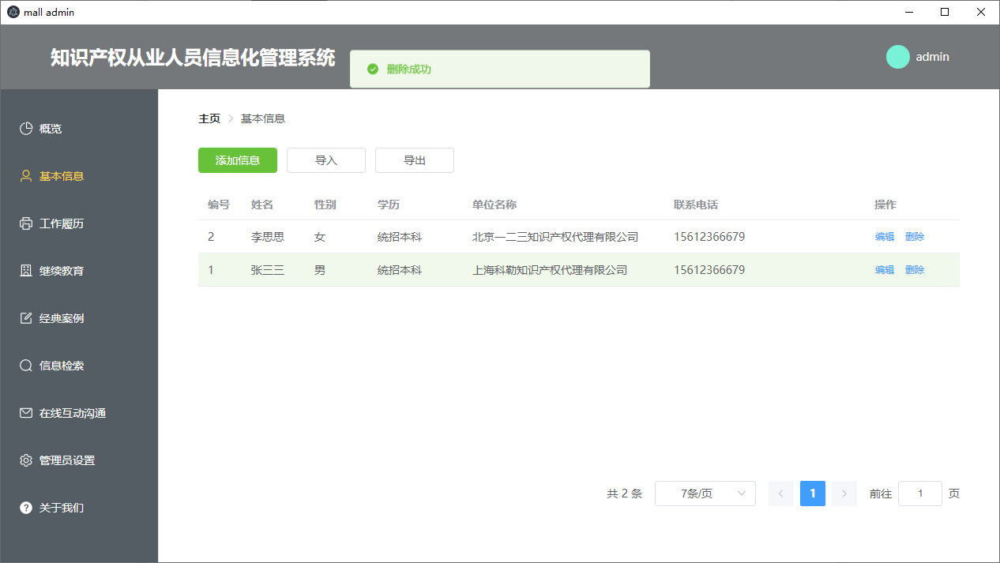 mall admin
知识产权从业人员信息化管理系统
删除成功
admin
概览
基本信息
工作履历
继续教育
经典案例
信息检索
在线互动沟通
管理员设置
关于我们
主页 基本信息
添加信息 导入 导出
编号 姓名 性别 学历 单位名称 联系电话 操作
2 李思思 女 统招本科 北京一二三知识产权代理有限公司 15612366679 编辑 删除
1 张三三 男 统招本科 上海科勒知识产权代理有限公司 15612366679 编辑 删除
共 2 条 7条/页 1 前往 1 页